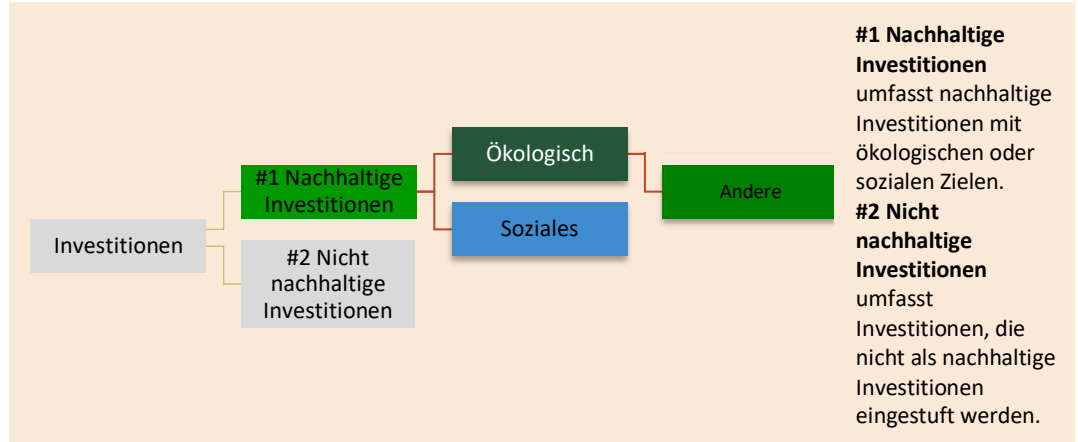 Investitionen
#1 Nachhaltige
Investitionen
#2 Nicht
nachhaltige
Investitionen
Ökologisch
Soziales
Andere
#1 Nachhaltige
Investitionen
umfasst nachhaltige
Investitionen mit
ökologischen oder
sozialen Zielen.
#2 Nicht
nachhaltige
Investitionen
umfasst
Investitionen, die
nicht als nachhaltige
Investitionen
eingestuft werden.